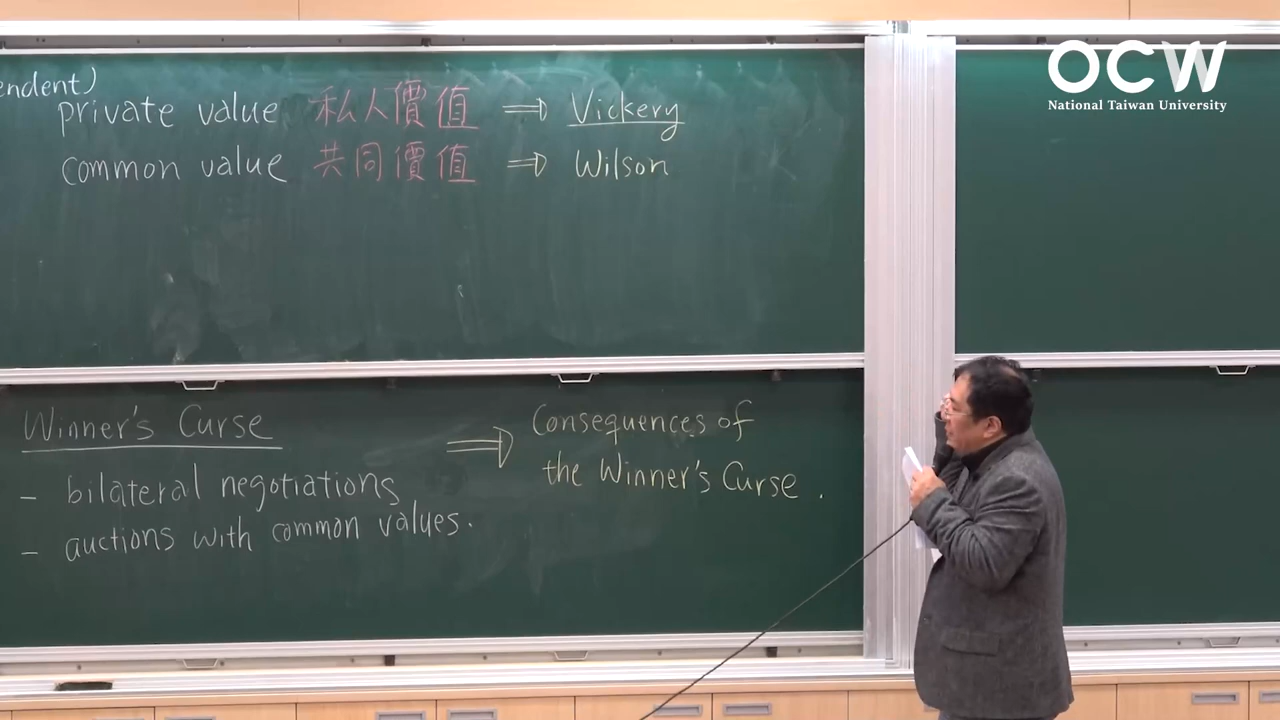 OCW
National Taiwan University
endent)
private value 私人價值 ⇒ Vickery
common value 共同價值 ⇒ Wilson
Winner's Curse
- bilateral negotiations
- auctions with common values.
⇒ Consequences of
the Winner's Curse.